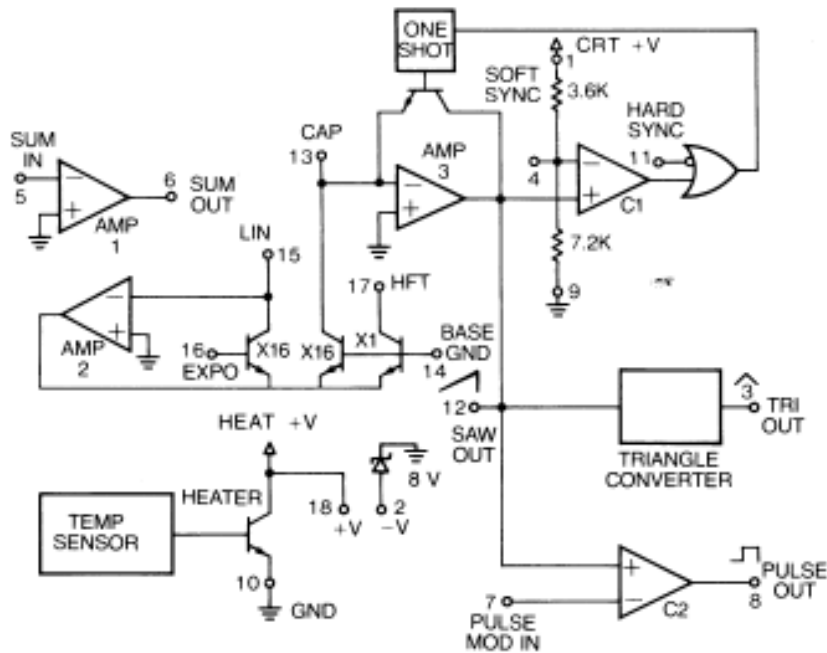 ONE
SHOT
CRT +V
1
SOFT
SYNC
3.6K
HARD
SYNC
CAP
13
AMP
3
11
SUM
IN
5
6
SUM
OUT
AMP
1
4
C1
LIN
15
7.2K
17
HFT
9
AMP
2
16
EXPO
X16
X16
X1
BASE
GND
14
12
SAW
OUT
3
TRI
OUT
TRIANGLE
CONVERTER
HEAT +V
HEATER
8 V
18
+V
2
-V
TEMP
SENSOR
10
GND
7
PULSE
MOD IN
C2
PULSE
OUT
8